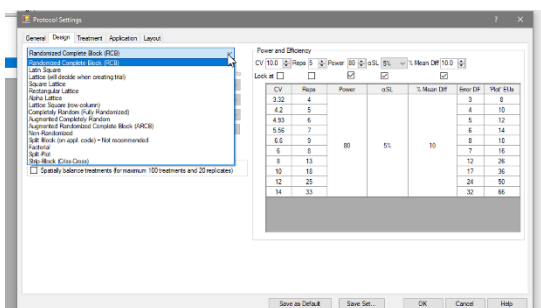 Protocol Settings
General Design Treatment Application Layout
Randomized Complete Block (RCB)
Randomized Complete Block (RCB)
Latin Square
Lattice (will decide when creating trial)
Square Lattice
Rectangular Lattice
Alpha Lattice
Lattice Square (row-column)
Completely Random (Fully Randomized)
Augmented Completely Random
Augmented Randomized Complete Block (ARCB)
Non-Randomized
Split Block (on appl. code) - Not recommended
Factorial
Split-Plot
Strip-Block (Criss-Cross)
Spatially balance treatments (for maximum 100 treatments and 20 replicates)
Power and Efficiency
CV 10.0 Reps 5 Power 80 αSL 5% % Mean Diff 10.0
Lock at
CV Reps Power αSL % Mean Diff Error DF 'Plot' EUs
3.32 4 3 8
4.2 5 4 10
4.93 6 5 12
5.56 7 6 14
6.6 9 8 18
6 8 80 5% 10 7 16
8 13 12 26
10 18 17 36
12 25 24 50
14 33 32 66
Save as Default Save Set... OK Cancel Help